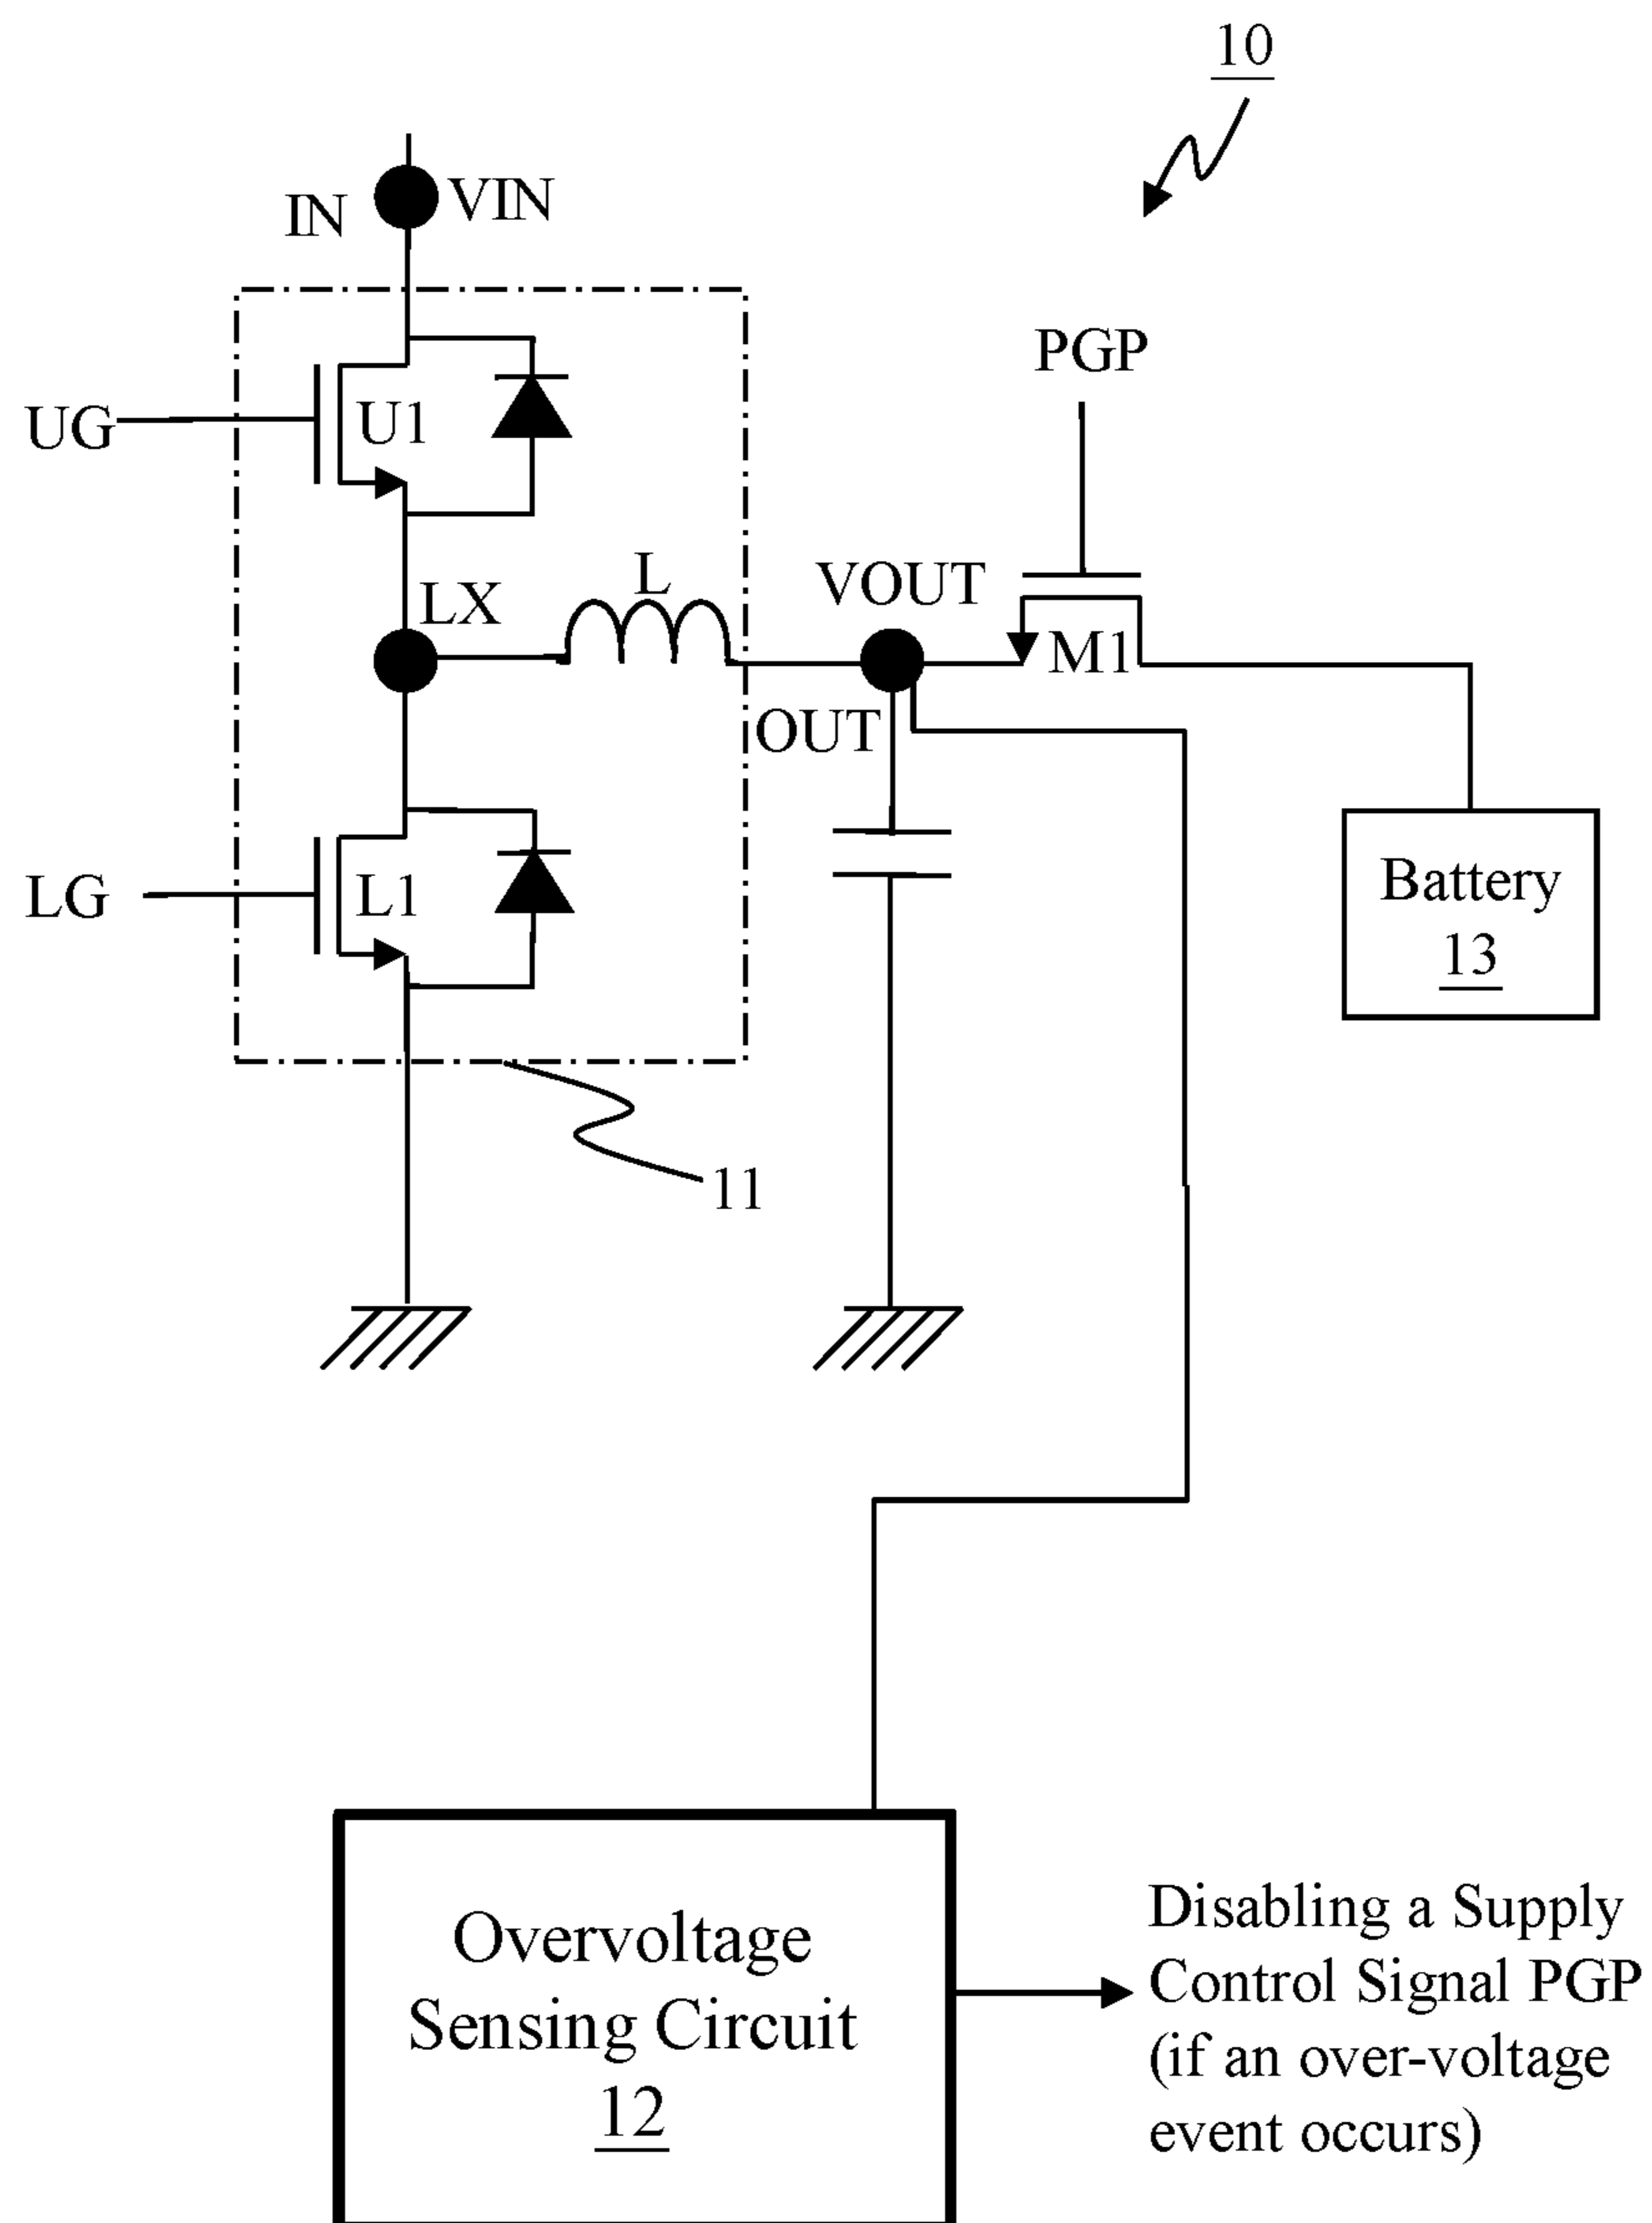 10
IN
VIN
PGP
UG
U1
LX
L
VOUT
M1
OUT
LG
L1
Battery
13
11
Overvoltage
Sensing Circuit
12
Disabling a Supply
Control Signal PGP
(if an over-voltage
event occurs)